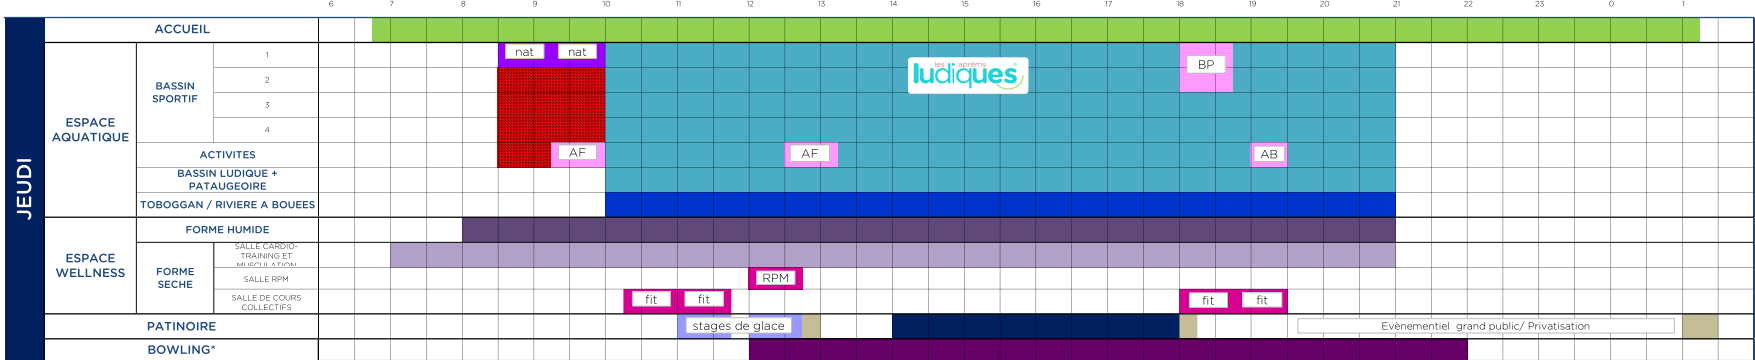 6 7 8 9 10 11 12 13 14 15 16 17 18 19 20 21 22 23 0 1
JEUDI
ACCUEIL
ESPACE
AQUATIQUE
BASSIN
SPORTIF
1
nat nat
les aprèms
ludiques
BP
2
3
4
ACTIVITES
AF AF AB
BASSIN LUDIQUE +
PATAUGEOIRE
TOBOGGAN / RIVIERE A BOUEES
ESPACE
WELLNESS
FORME HUMIDE
FORME
SECHE
SALLE CARDIO-
TRAINING ET
MUSCULATION
SALLE RPM
RPM
SALLE DE COURS
COLLECTIFS
fit fit fit fit
PATINOIRE
stages de glace
Evènementiel grand public/ Privatisation
BOWLING*